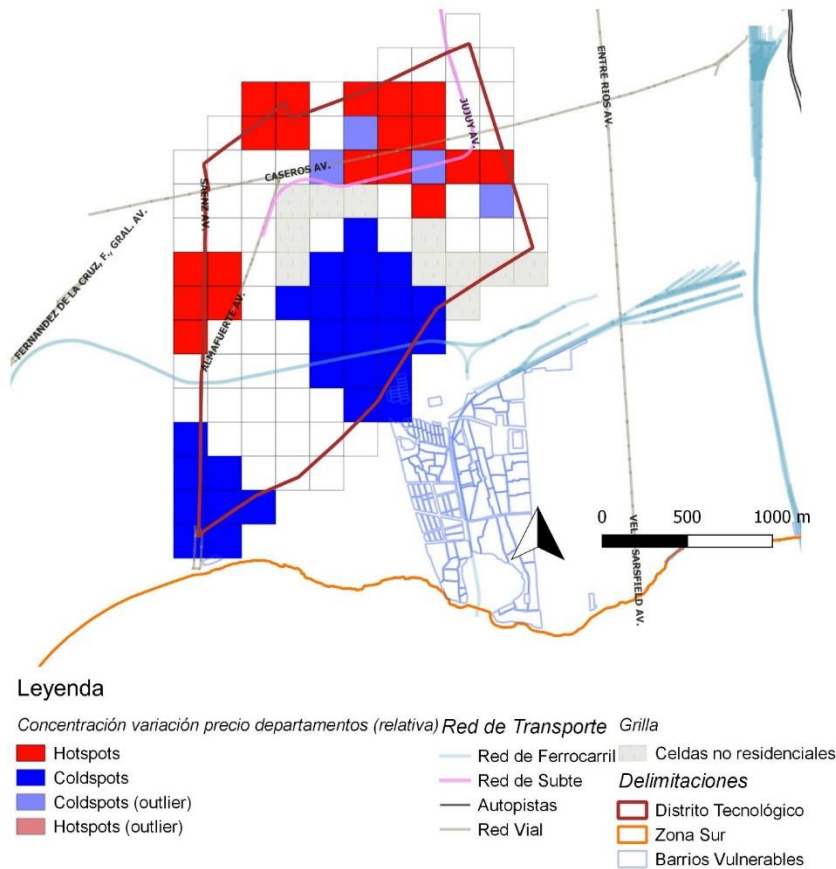 ENTRE RIOS AV.
JUJUY AV.
CASEROS AV.
SAENZ AV.
FERNANDEZ DE LA CRUZ, F., GRAL. AV.
ALMAFUERTE AV.
0 500 1000 m
VEL SARSFIELD AV.
Leyenda
Concentración variación precio departamentos (relativa)
Hotspots
Coldspots
Coldspots (outlier)
Hotspots (outlier)
Red de Transporte
Red de Ferrocarril
Red de Subte
Autopistas
Red Vial
Grilla
Celdas no residenciales
Delimitaciones
Distrito Tecnológico
Zona Sur
Barrios Vulnerables